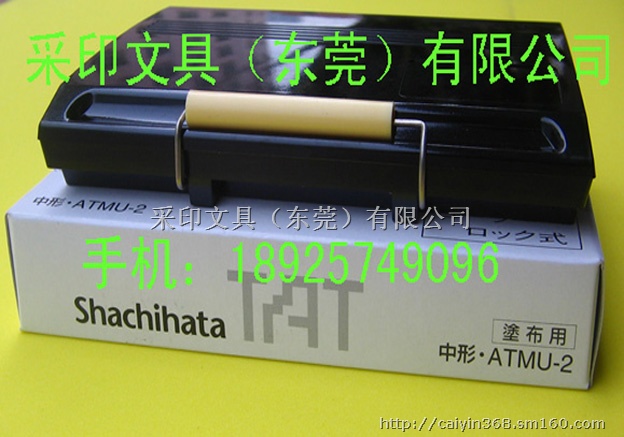 采印文具（东莞）有限公司
中形・ATMU-2
采印文具（东莞）有限公司
ロック式
手机：18925749096
Shachihata
TAT
塗布用
中形・ATMU-2
http://caiyin368.sm160.com/